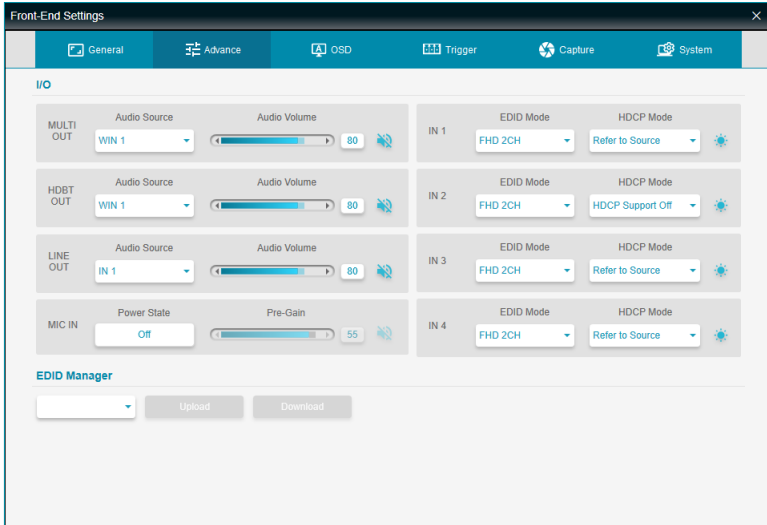 Front-End Settings
General
Advance
OSD
Trigger
Capture
System
I/O
MULTI
OUT
Audio Source
WIN 1
Audio Volume
80
IN 1
EDID Mode
FHD 2CH
HDCP Mode
Refer to Source
HDBT
OUT
Audio Source
WIN 1
Audio Volume
80
IN 2
EDID Mode
FHD 2CH
HDCP Mode
HDCP Support Off
LINE
OUT
Audio Source
IN 1
Audio Volume
80
IN 3
EDID Mode
FHD 2CH
HDCP Mode
Refer to Source
MIC IN
Power State
Off
Pre-Gain
55
IN 4
EDID Mode
FHD 2CH
HDCP Mode
Refer to Source
EDID Manager
Upload
Download